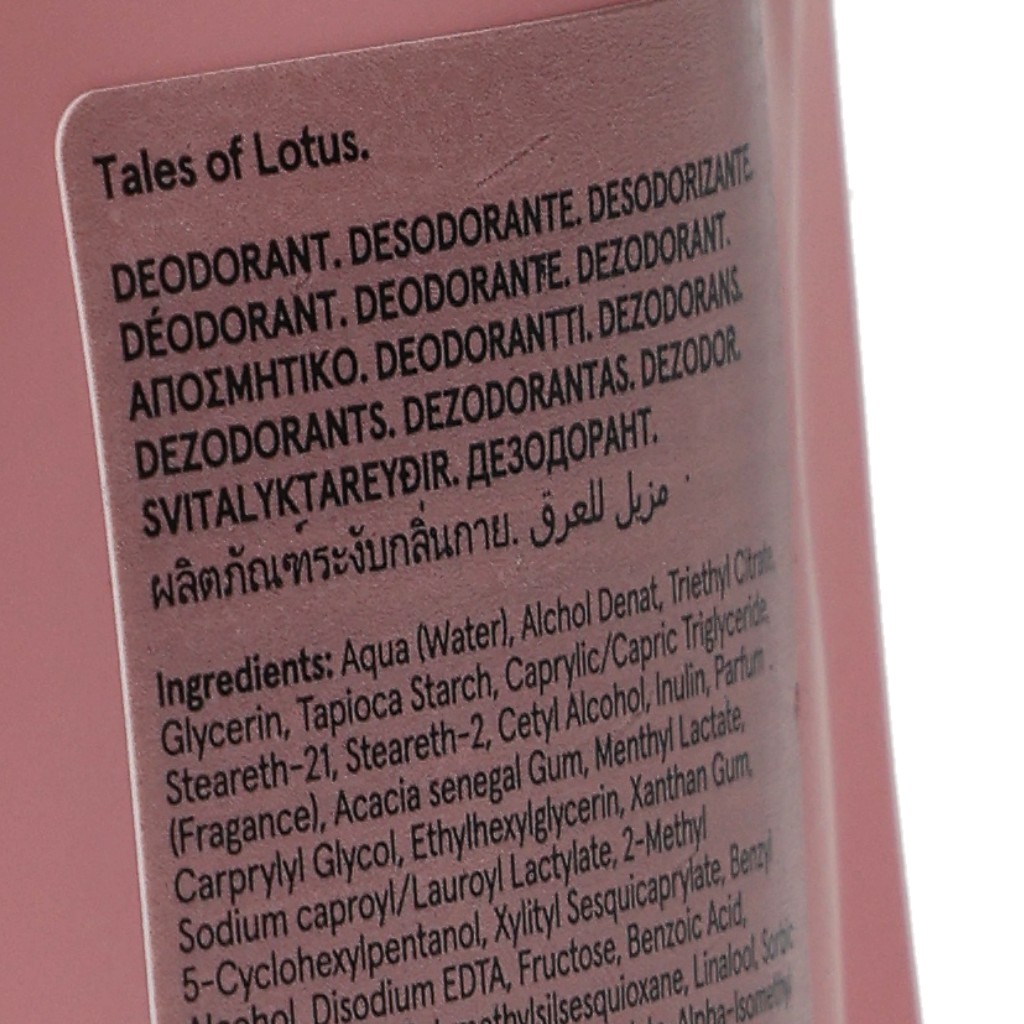 Tales of Lotus.
DEODORANT. DESODORANTE. DESODORIZANTE.
DÉODORANT. DEODORANTE. DEZODORANT.
ΑΠΟΣΜΗΤΙΚΟ. DEODORANTTI. DEZODORANS.
DEZODORANTS. DEZODORANTAS. DEZODOR.
SVITALYKTAREYÐIR. ДЕЗОДОРАНТ.
ผลิตภัณฑ์ระงับกลิ่นกาย. مزيل للعرق
Ingredients: Aqua (Water), Alchol Denat, Triethyl Citrate,
Glycerin, Tapioca Starch, Caprylic/Capric Triglyceride,
Steareth-21, Steareth-2, Cetyl Alcohol, Inulin, Parfum
(Fragance), Acacia senegal Gum, Menthyl Lactate,
Carprylyl Glycol, Ethylhexylglycerin, Xanthan Gum,
Sodium caproyl/Lauroyl Lactylate, 2-Methyl
5-Cyclohexylpentanol, Xylityl Sesquicaprylate, Benzyl
Alcohol, Disodium EDTA, Fructose, Benzoic Acid,
Linalool, Sorbic
Alpha-Isomethyl